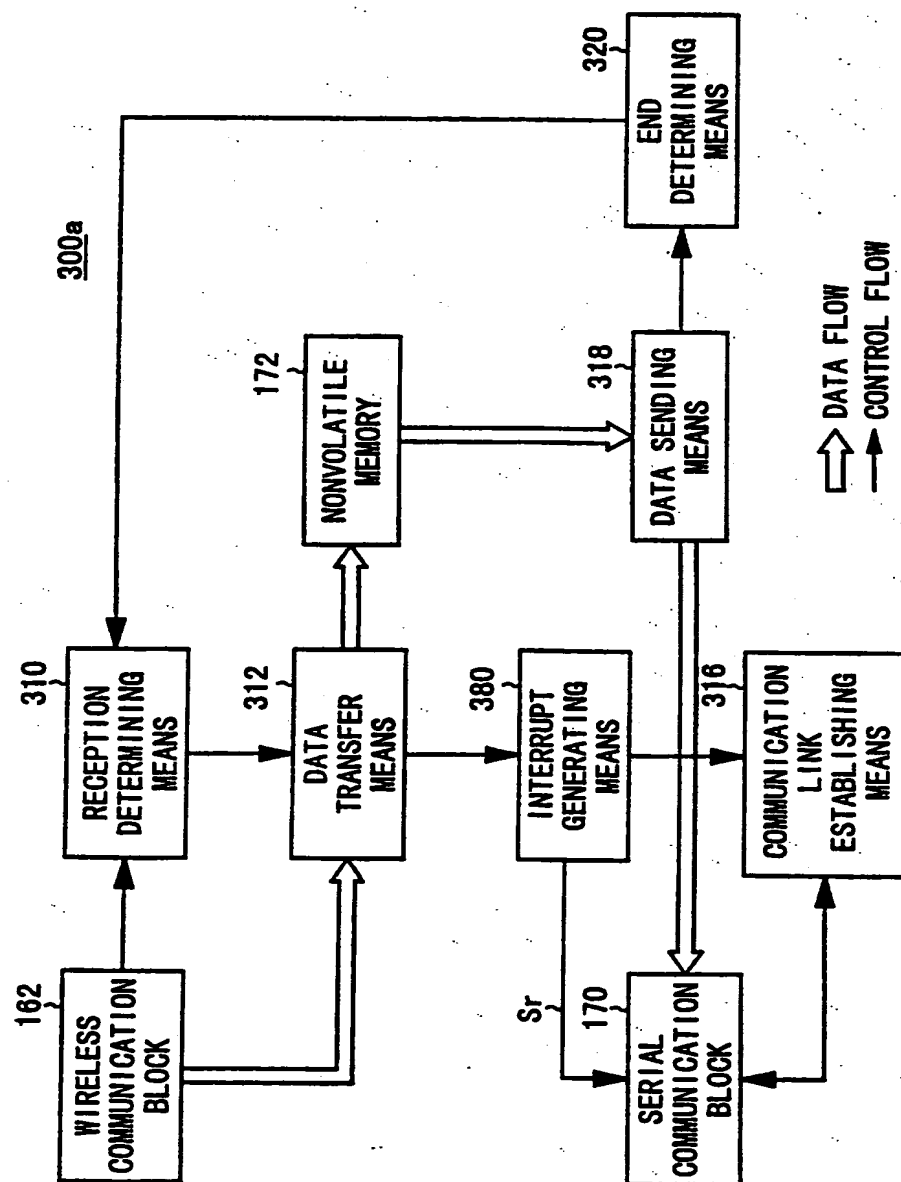 300a
162
WIRELESS
COMMUNICATION
BLOCK
310
RECEPTION
DETERMINING
MEANS
312
DATA
TRANSFER
MEANS
172
NONVOLATILE
MEMORY
380
INTERRUPT
GENERATING
MEANS
Sr
170
SERIAL
COMMUNICATION
BLOCK
316
COMMUNICATION
LINK
ESTABLISHING
MEANS
318
DATA SENDING
MEANS
320
END
DETERMINING
MEANS
DATA FLOW
CONTROL FLOW